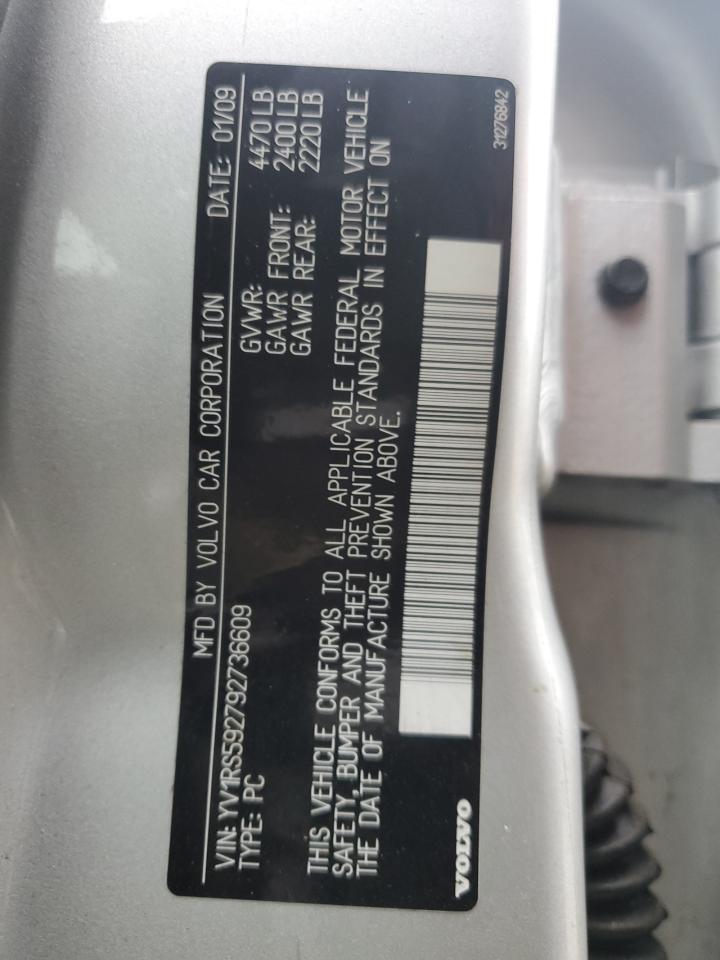 MFD BY VOLVO CAR CORPORATION DATE: 01/09
VIN: YV1RS592792736609
TYPE: PC
GVWR: 4470 LB
GAWR FRONT: 2400 LB
GAWR REAR: 2220 LB
THIS VEHICLE CONFORMS TO ALL APPLICABLE FEDERAL MOTOR VEHICLE
SAFETY, BUMPER AND THEFT PREVENTION STANDARDS IN EFFECT ON
THE DATE OF MANUFACTURE SHOWN ABOVE.
VOLVO
31276842